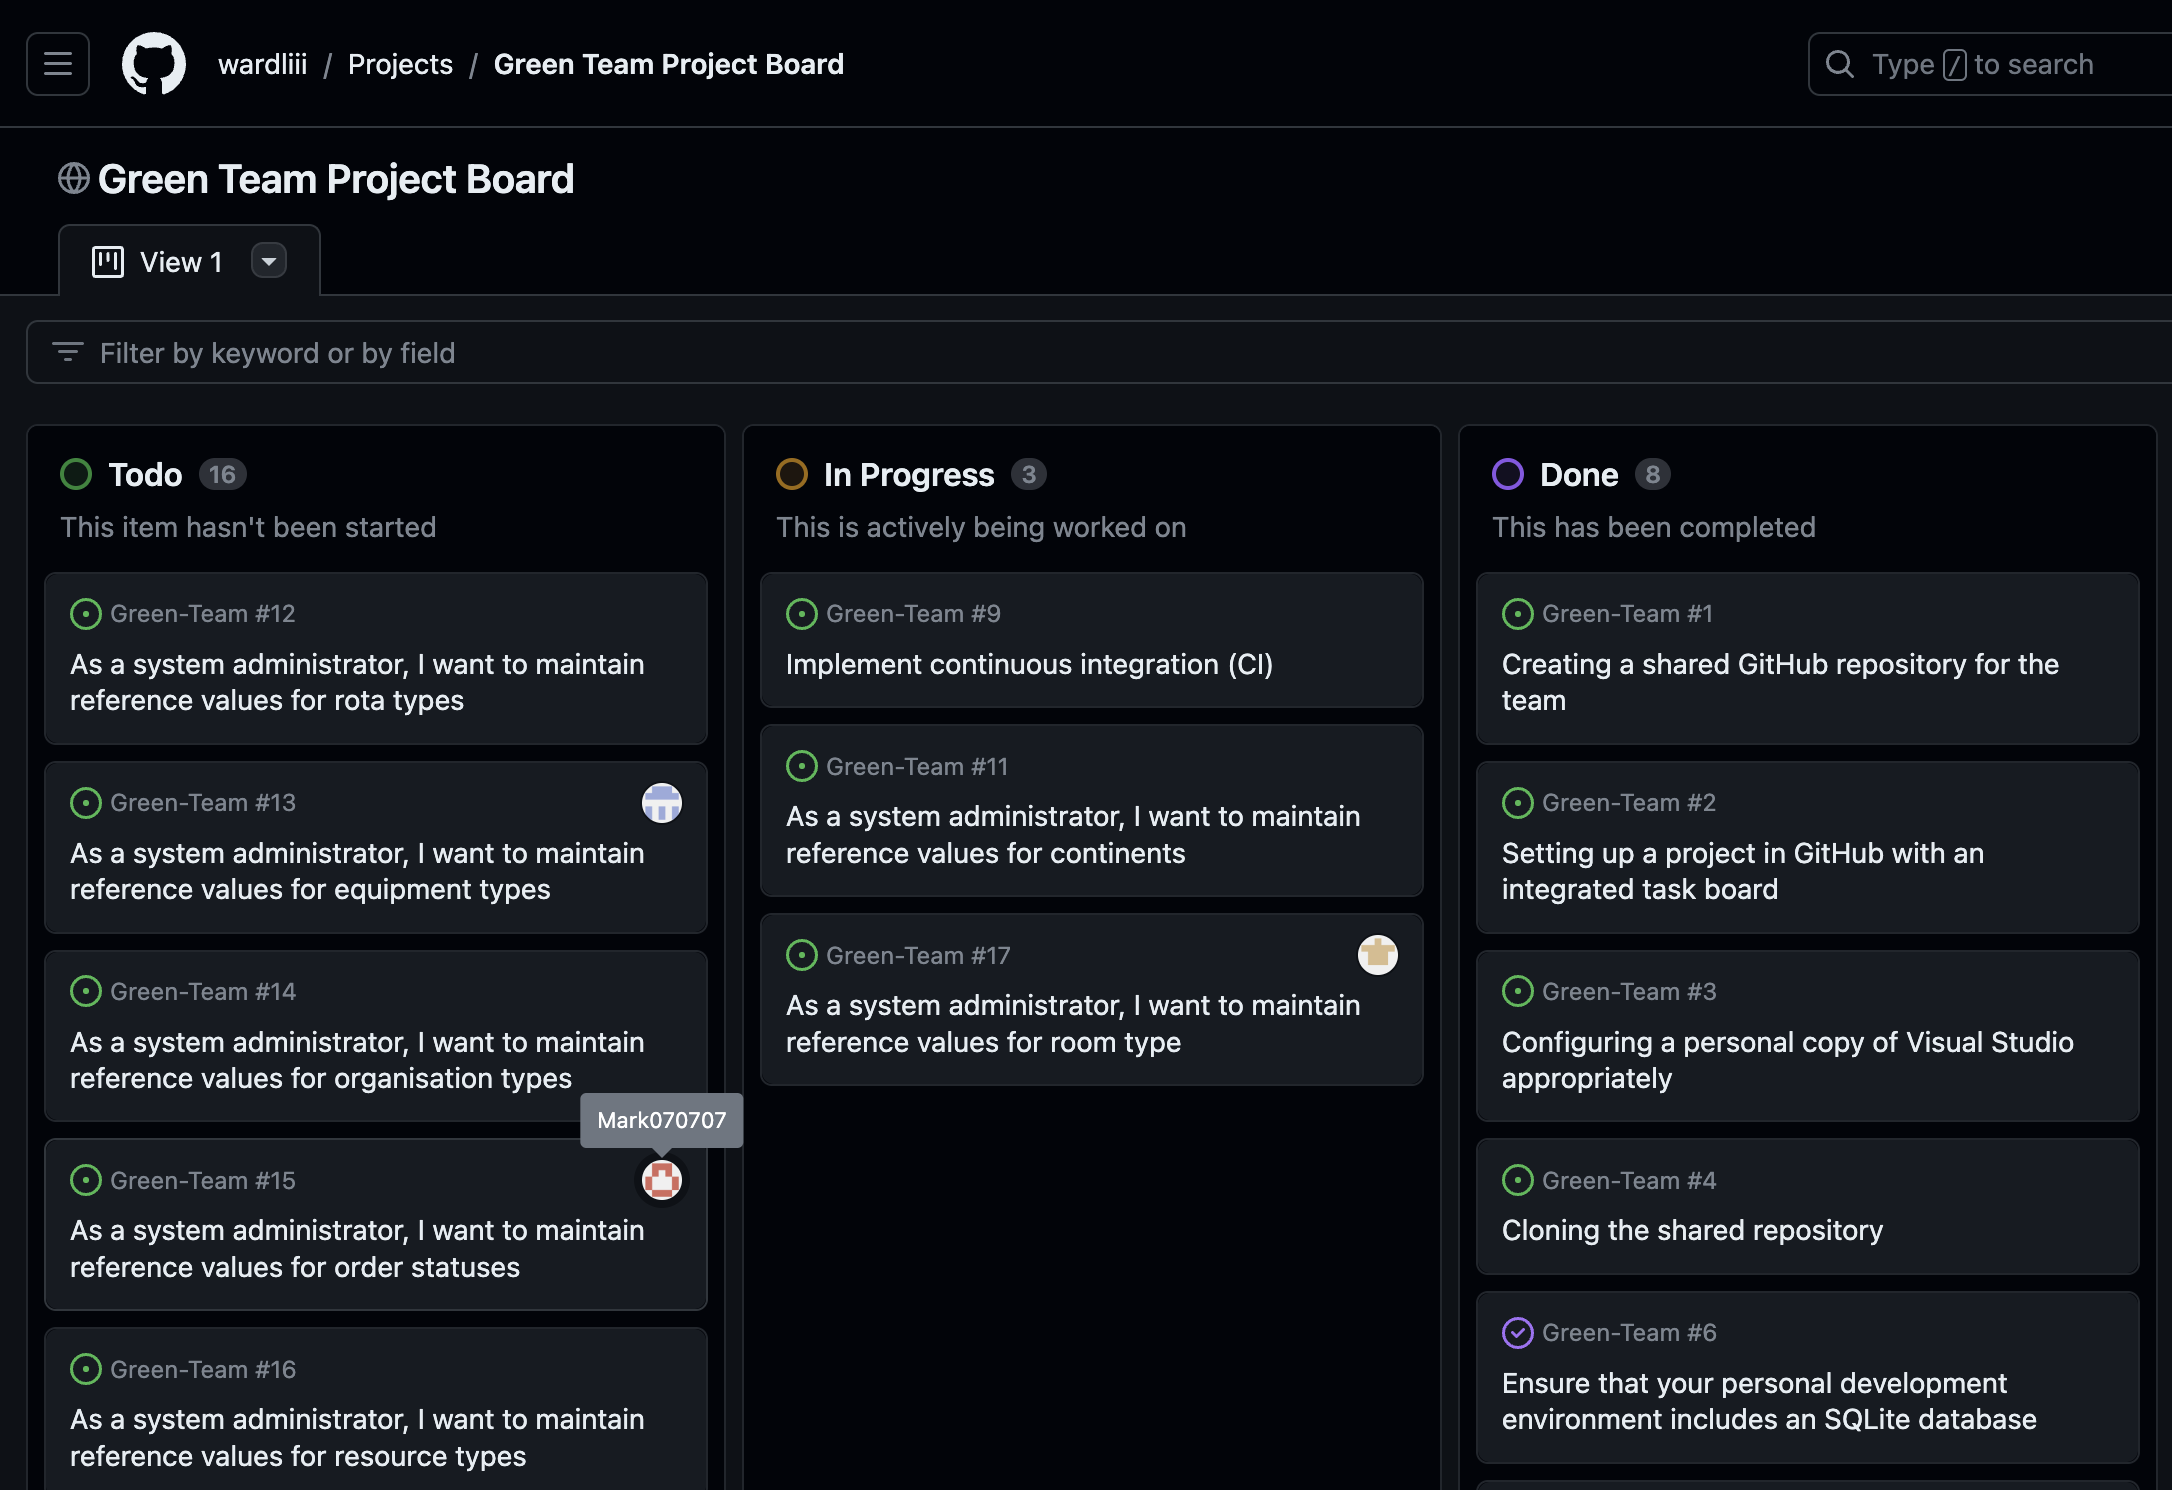 wardliii / Projects / Green Team Project Board
Type / to search
Green Team Project Board
View 1
Filter by keyword or by field
Todo 16
This item hasn't been started
Green-Team #12
As a system administrator, I want to maintain
reference values for rota types
Green-Team #13
As a system administrator, I want to maintain
reference values for equipment types
Green-Team #14
As a system administrator, I want to maintain
reference values for organisation types
Mark070707
Green-Team #15
As a system administrator, I want to maintain
reference values for order statuses
Green-Team #16
As a system administrator, I want to maintain
reference values for resource types
In Progress 3
This is actively being worked on
Green-Team #9
Implement continuous integration (CI)
Green-Team #11
As a system administrator, I want to maintain
reference values for continents
Green-Team #17
As a system administrator, I want to maintain
reference values for room type
Done 8
This has been completed
Green-Team #1
Creating a shared GitHub repository for the
team
Green-Team #2
Setting up a project in GitHub with an
integrated task board
Green-Team #3
Configuring a personal copy of Visual Studio
appropriately
Green-Team #4
Cloning the shared repository
Green-Team #6
Ensure that your personal development
environment includes an SQLite database